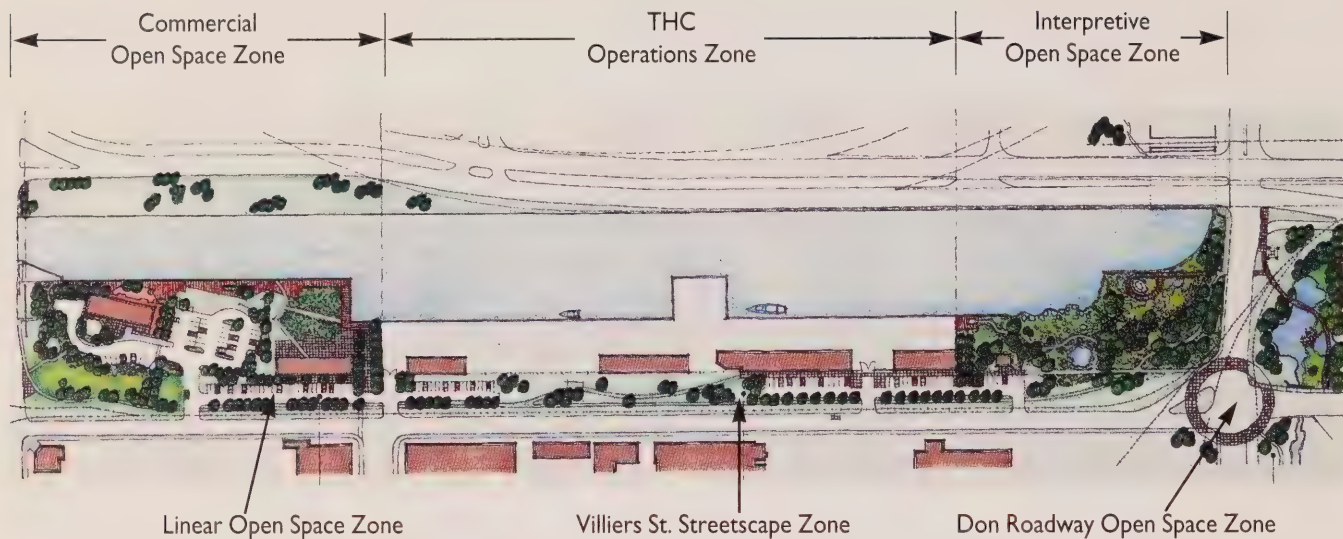 Commercial
Open Space Zone
THC
Operations Zone
Interpretive
Open Space Zone
Linear Open Space Zone
Villiers St. Streetscape Zone
Don Roadway Open Space Zone